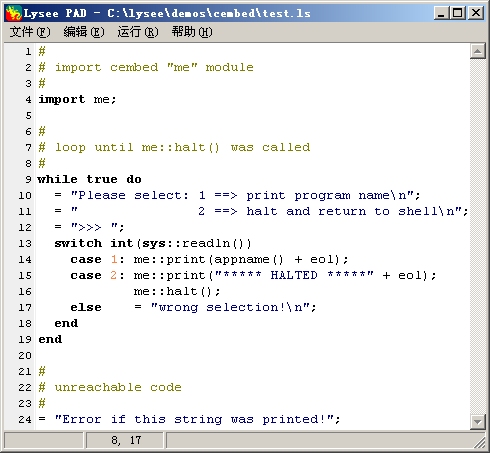 Lysee PAD - C:\lysee\demos\cembed\test.ls
文件(F) 编辑(E) 运行(R) 帮助(H)
1 #
2 # import cembed "me" module
3 #
4 import me;
5
6 #
7 # loop until me::halt() was called
8 #
9 while true do
10   = "Please select: 1 ==> print program name\n";
11   = "               2 ==> halt and return to shell\n";
12   = ">>> ";
13   switch int(sys::readln())
14     case 1: me::print(appname() + eol);
15     case 2: me::print("***** HALTED *****" + eol);
16             me::halt();
17     else    = "wrong selection!\n";
18   end
19 end
20
21 #
22 # unreachable code
23 #
24 = "Error if this string was printed!";
8, 17